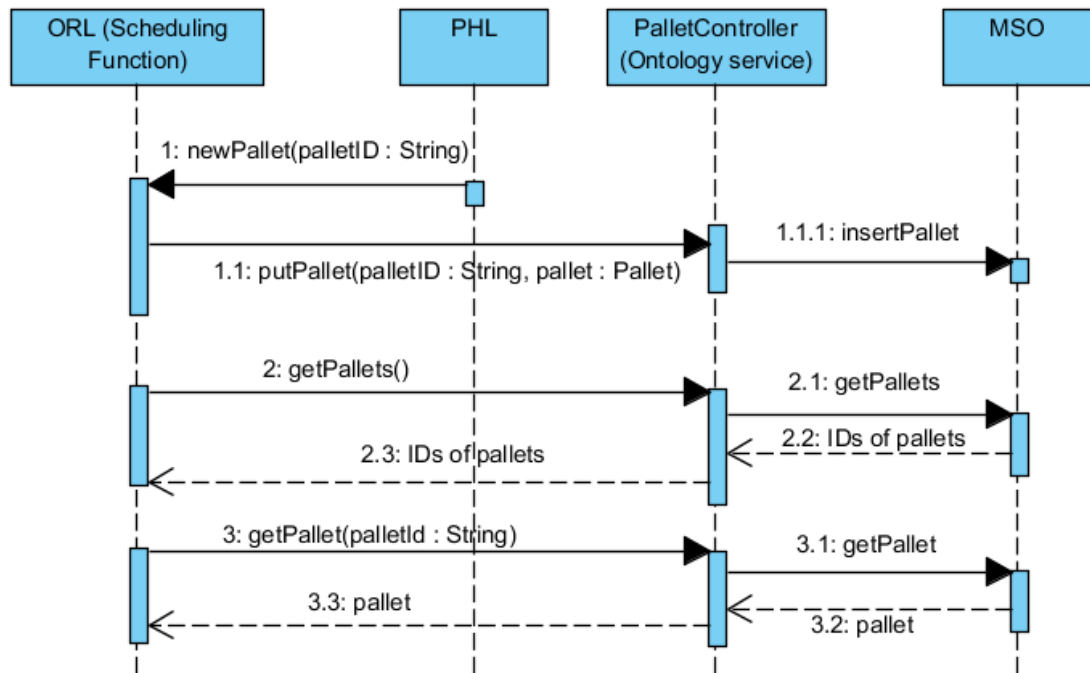 ORL (Scheduling
Function)
PHL
PalletController
(Ontology service)
MSO
1: newPallet(palletID : String)
1.1: putPallet(palletID : String, pallet : Pallet)
1.1.1: insertPallet
2: getPallets()
2.1: getPallets
2.2: IDs of pallets
2.3: IDs of pallets
3: getPallet(palletId : String)
3.1: getPallet
3.2: pallet
3.3: pallet